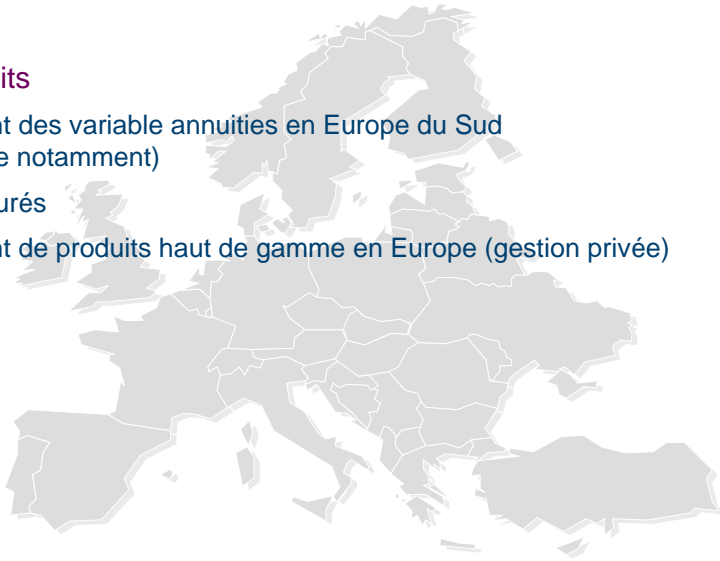 its
nt des variable annuities en Europe du Sud
e notamment)
urés
nt de produits haut de gamme en Europe (gestion privée)